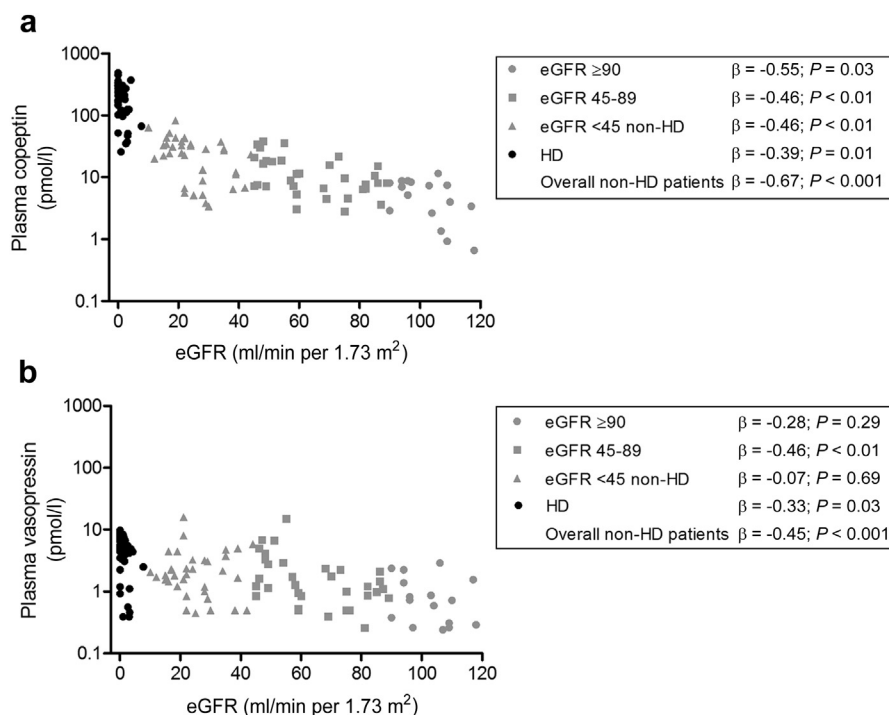 a
1000
100
10
1
0.1
Plasma copeptin
(pmol/l)
0 20 40 60 80 100 120
eGFR (ml/min per 1.73 m²)
eGFR ≥90 β = -0.55; P = 0.03
eGFR 45-89 β = -0.46; P < 0.01
eGFR <45 non-HD β = -0.46; P < 0.01
HD β = -0.39; P = 0.01
Overall non-HD patients β = -0.67; P < 0.001
b
1000
100
10
1
0.1
Plasma vasopressin
(pmol/l)
0 20 40 60 80 100 120
eGFR (ml/min per 1.73 m²)
eGFR ≥90 β = -0.28; P = 0.29
eGFR 45-89 β = -0.46; P < 0.01
eGFR <45 non-HD β = -0.07; P = 0.69
HD β = -0.33; P = 0.03
Overall non-HD patients β = -0.45; P < 0.001